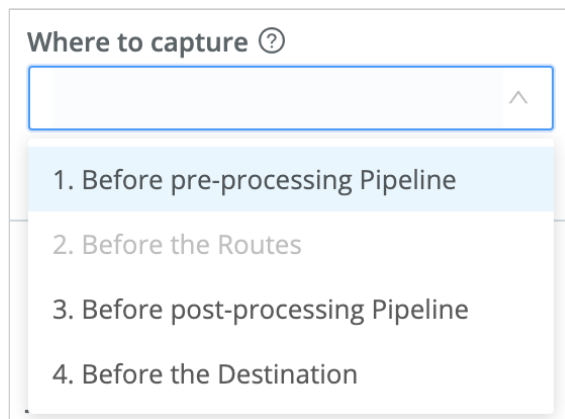 Where to capture ?
1. Before pre-processing Pipeline
2. Before the Routes
3. Before post-processing Pipeline
4. Before the Destination